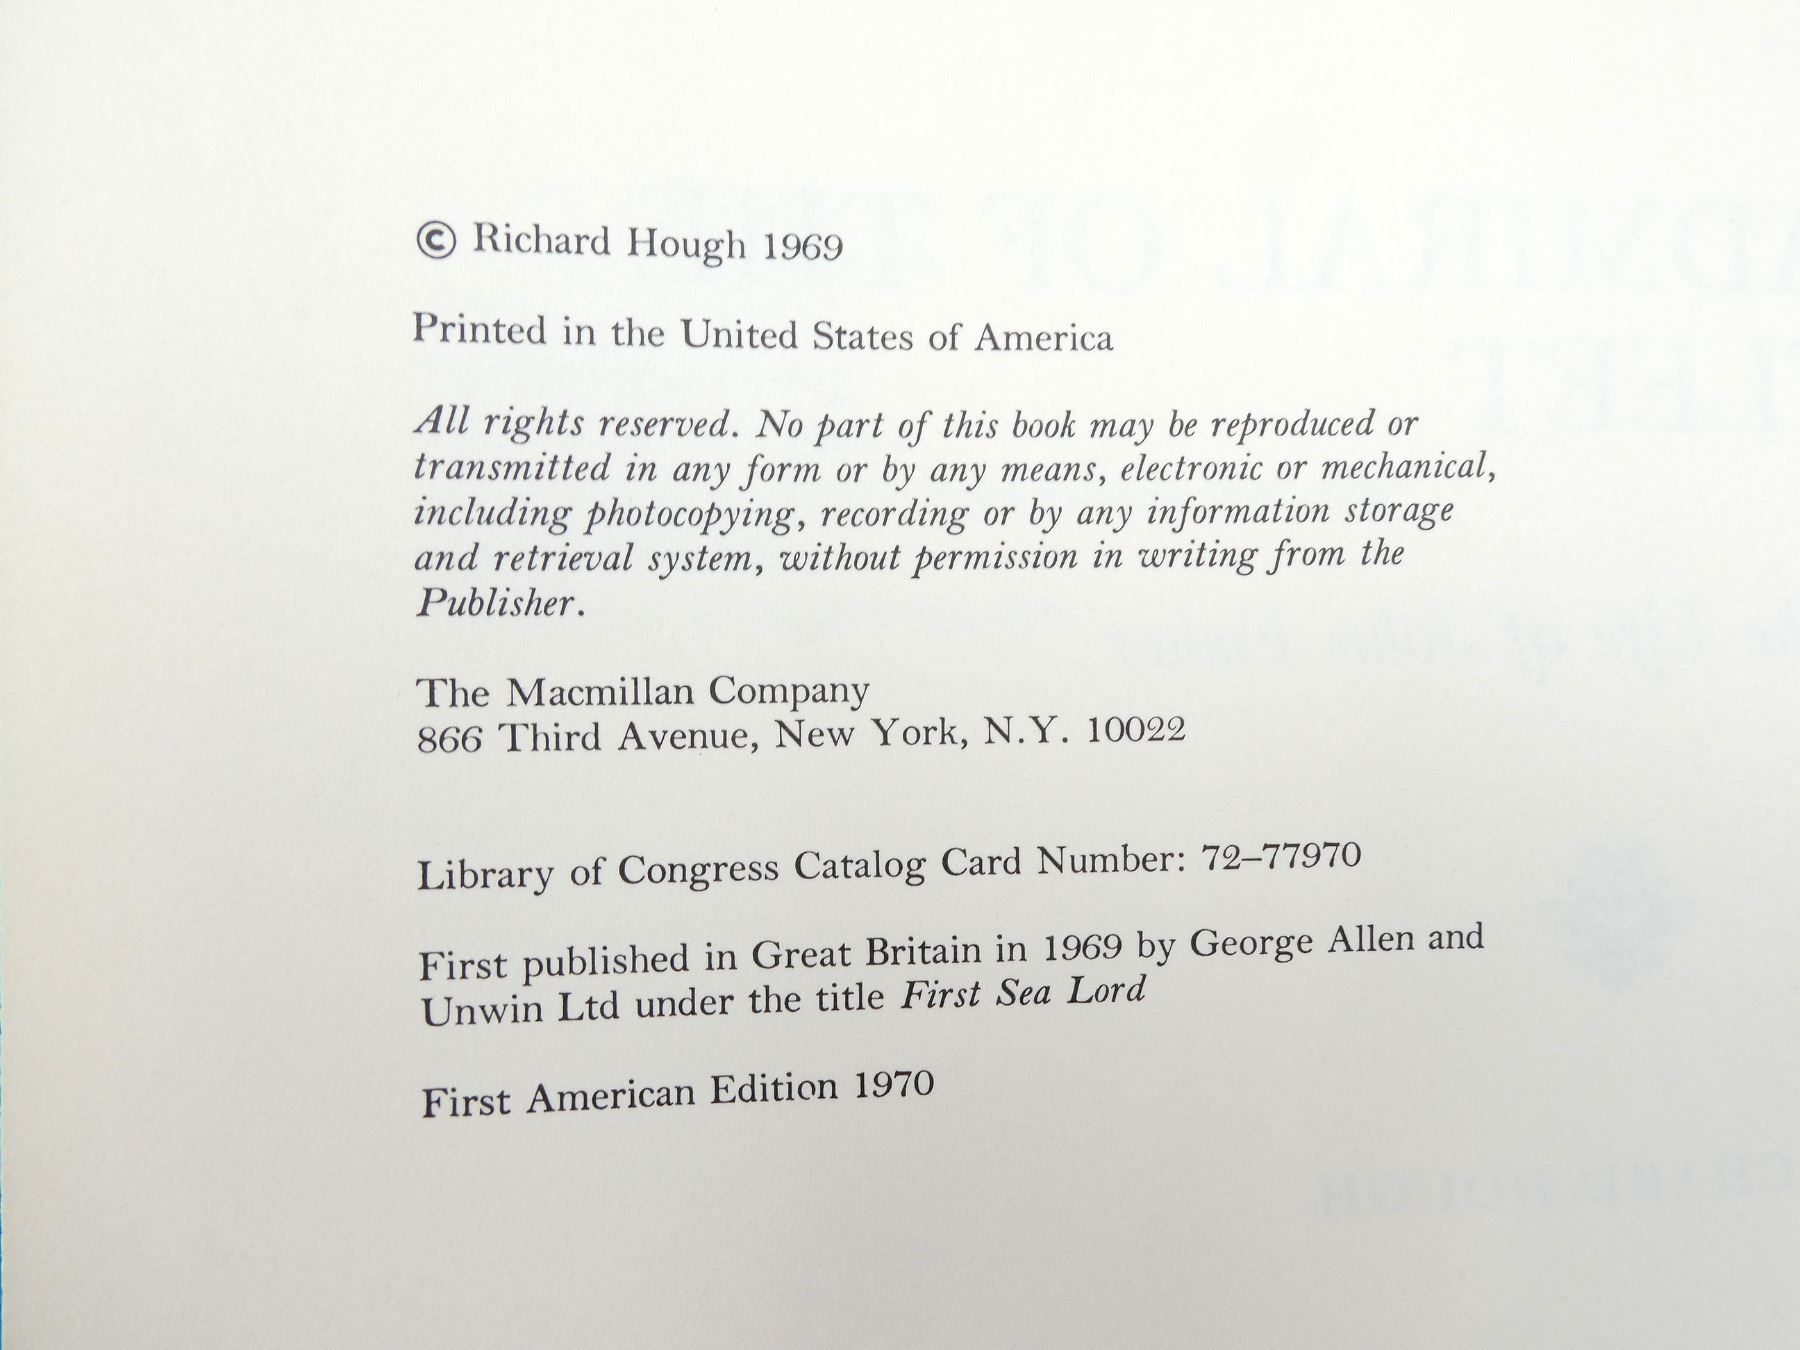 © Richard Hough 1969
Printed in the United States of America
All rights reserved. No part of this book may be reproduced or
transmitted in any form or by any means, electronic or mechanical,
including photocopying, recording or by any information storage
and retrieval system, without permission in writing from the
Publisher.
The Macmillan Company
866 Third Avenue, New York, N.Y. 10022
Library of Congress Catalog Card Number: 72–77970
First published in Great Britain in 1969 by George Allen and
Unwin Ltd under the title First Sea Lord
First American Edition 1970